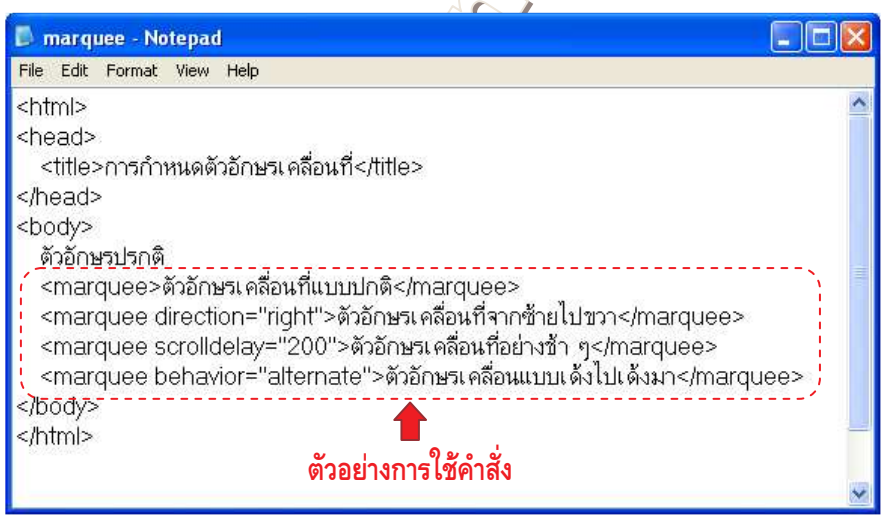 marquee - Notepad
File Edit Format View Help
<html>
<head>
<title>การกำหนดตัวอักษรเคลื่อนที่</title>
</head>
<body>
ตัวอักษรปรกติ
<marquee>ตัวอักษรเคลื่อนที่แบบปกติ</marquee>
<marquee direction="right">ตัวอักษรเคลื่อนที่จากซ้ายไปขวา</marquee>
<marquee scrolldelay="200">ตัวอักษรเคลื่อนที่อย่างช้า ๆ</marquee>
<marquee behavior="alternate">ตัวอักษรเคลื่อนแบบเด้งไปเด้งมา</marquee>
</body>
</html>
ตัวอย่างการใช้คำสั่ง